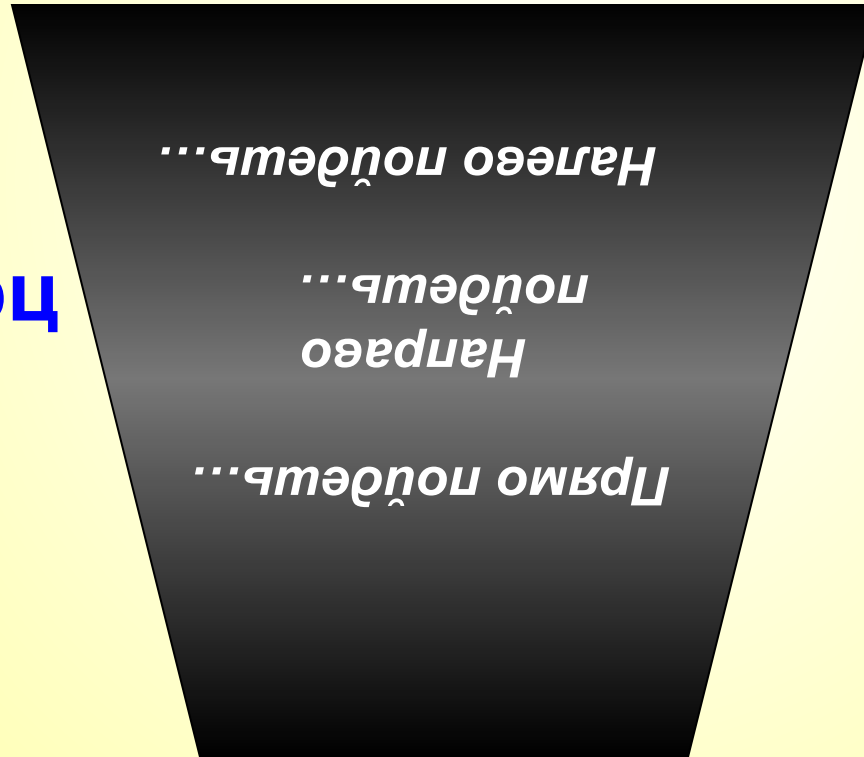 Прямо пойдешь…
Направо
пойдешь…
Налево пойдешь…